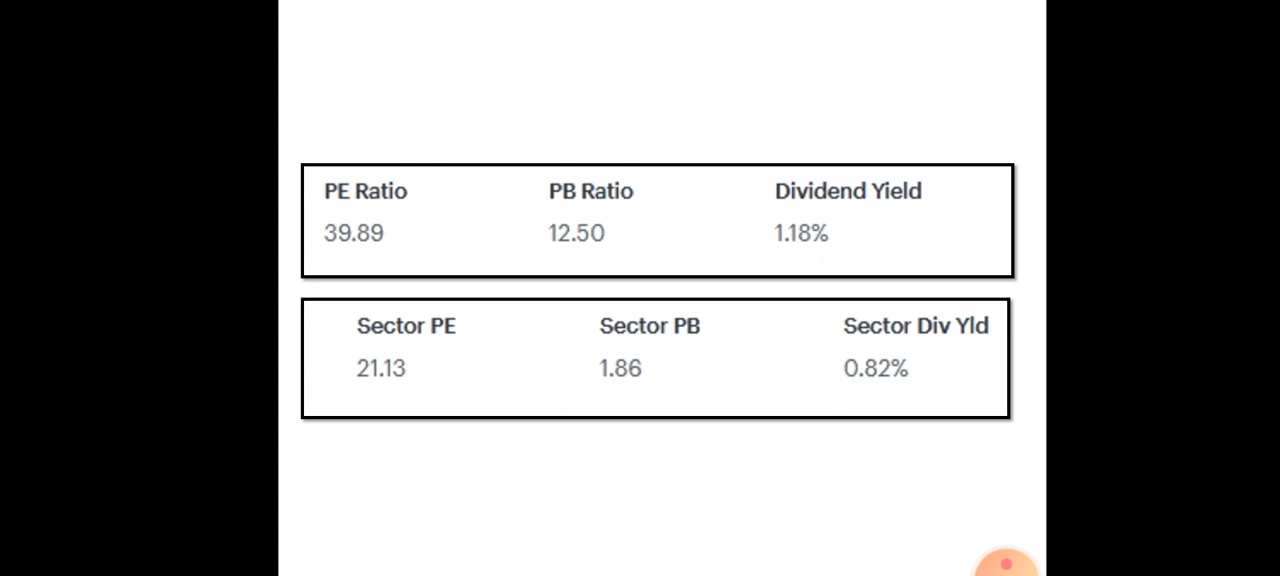 PE Ratio PB Ratio Dividend Yield
39.89 12.50 1.18%
Sector PE Sector PB Sector Div Yld
21.13 1.86 0.82%